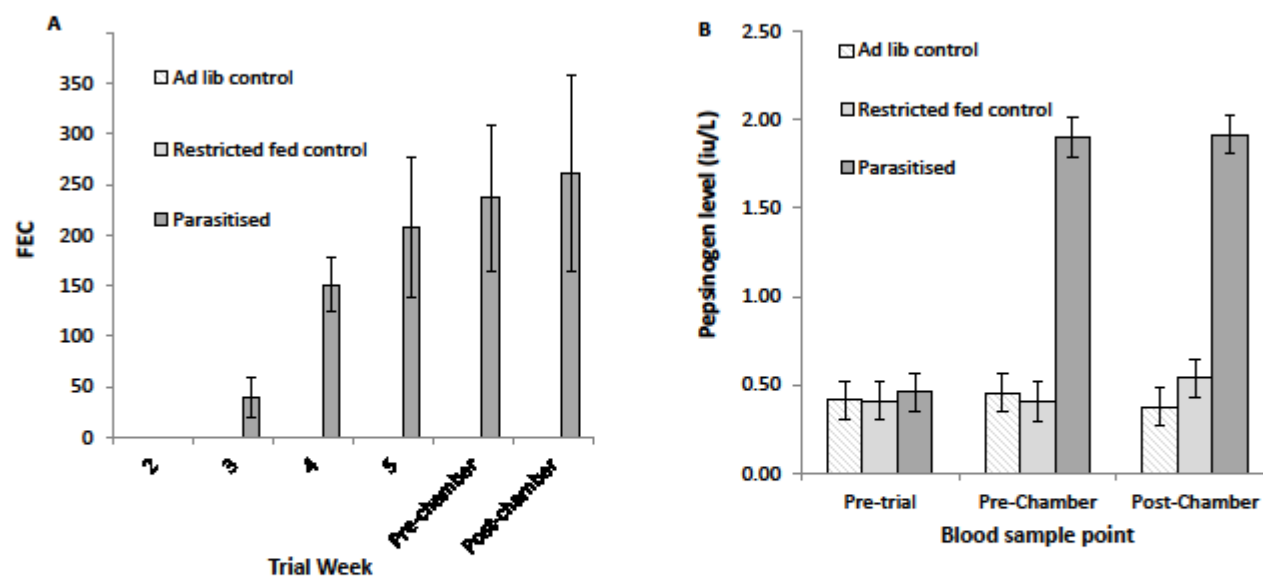 A
Ad lib control
Restricted fed control
Parasitised
350
300
250
200
150
100
50
0
FEC
2
3
4
5
Pre-chamber
Post-chamber
Trial Week
B
Ad lib control
Restricted fed control
Parasitised
2.50
2.00
1.50
1.00
0.50
0.00
Pepsinogen level (iu/L)
Pre-trial
Pre-Chamber
Post-Chamber
Blood sample point